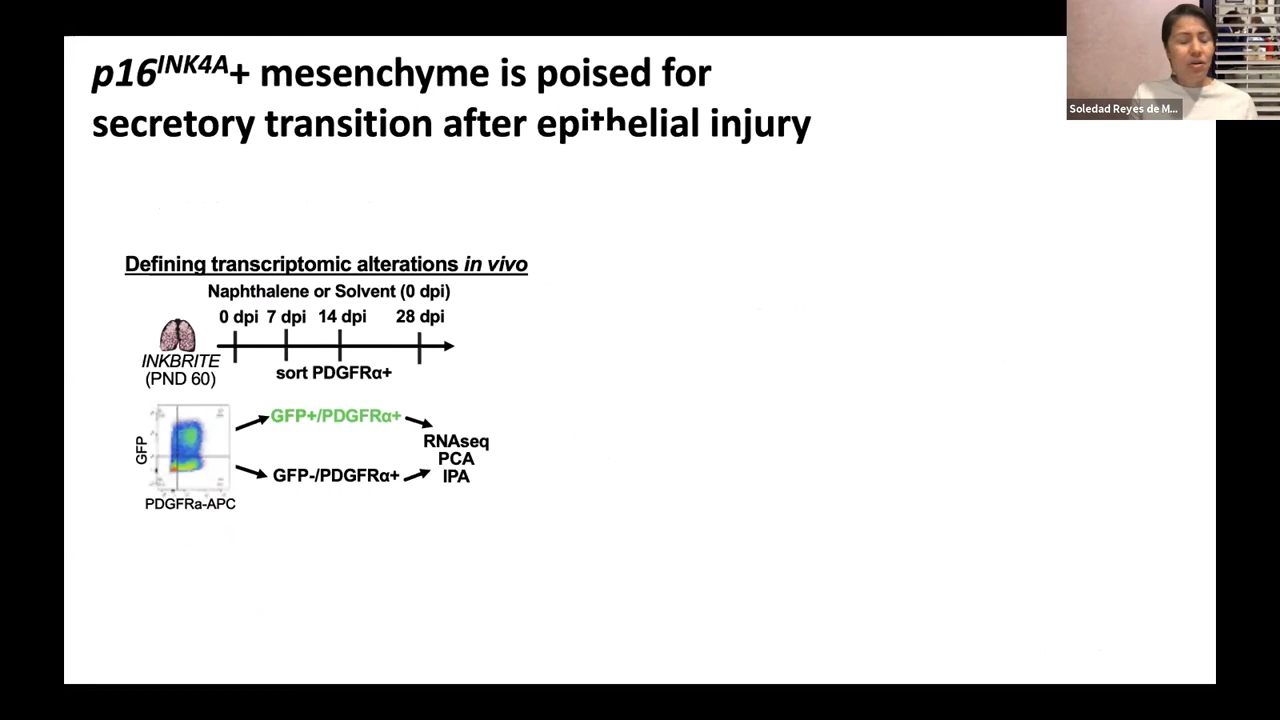 p16INK4A+ mesenchyme is poised for
secretory transition after epithelial injury
Soledad Reyes de M...
Defining transcriptomic alterations in vivo
Naphthalene or Solvent (0 dpi)
0 dpi 7 dpi 14 dpi 28 dpi
INKBRITE
(PND 60)
sort PDGFRα+
GFP
GFP+/PDGFRα+
GFP-/PDGFRα+
RNAseq
PCA
IPA
PDGFRa-APC